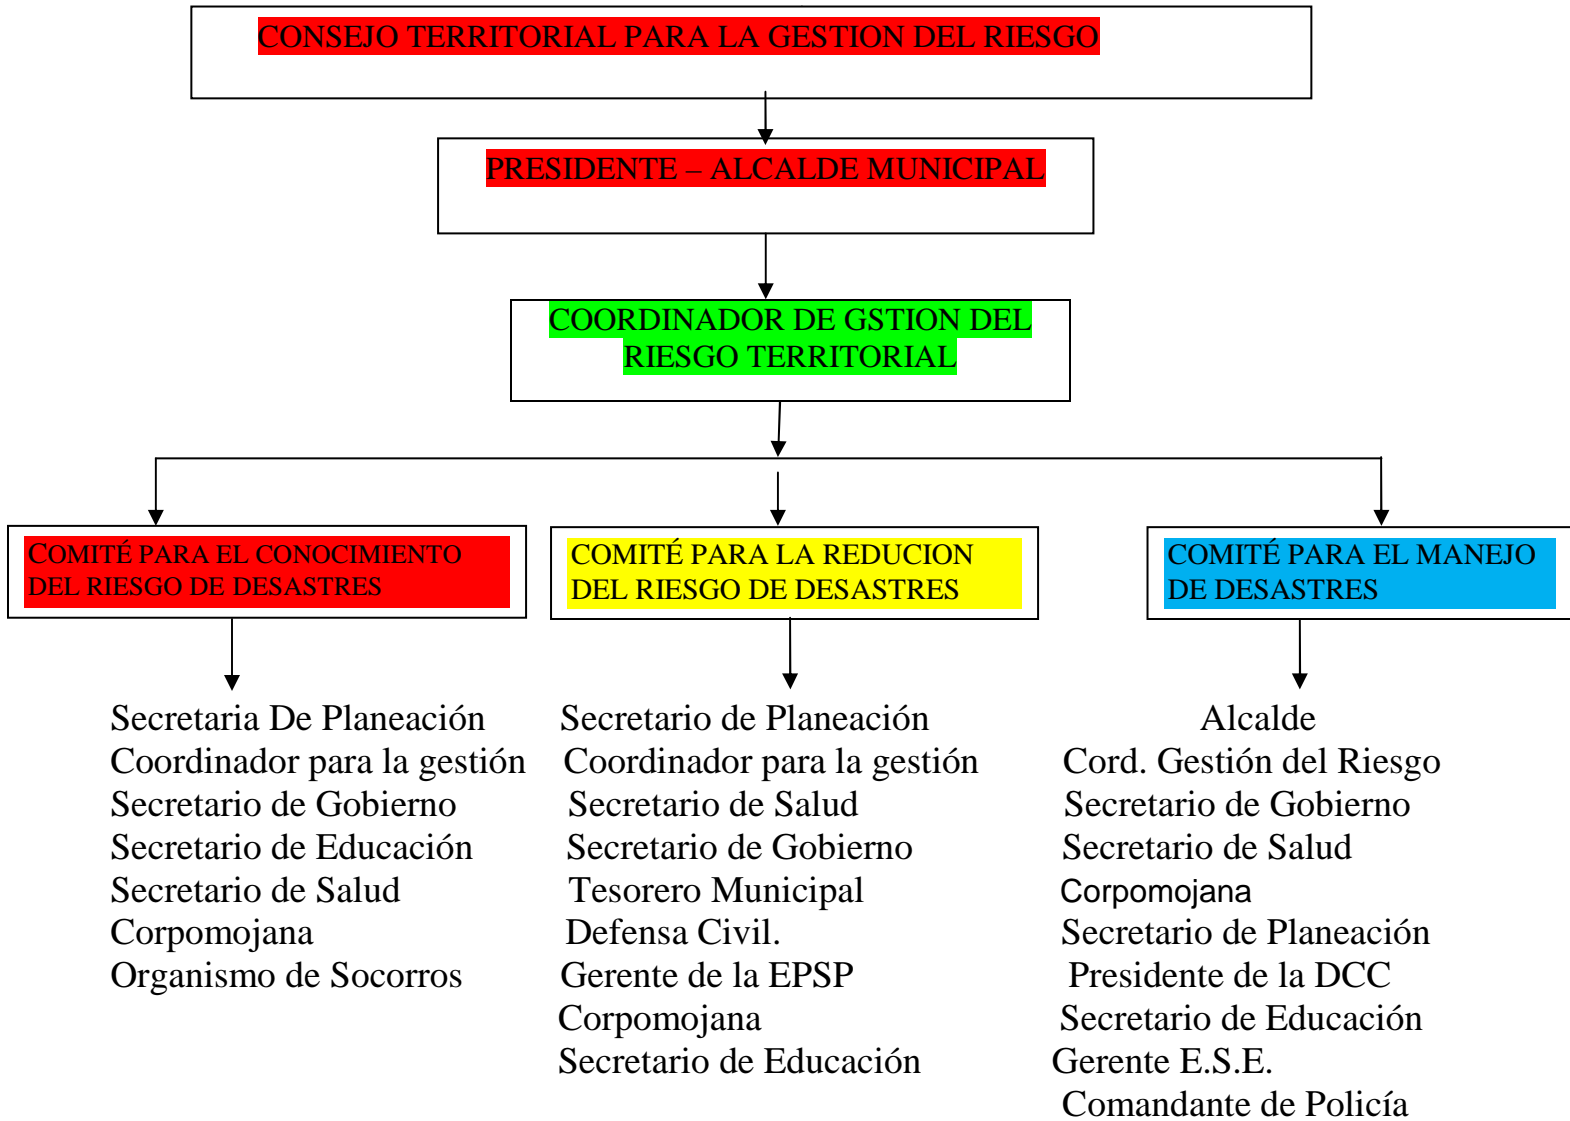 CONSEJO TERRITORIAL PARA LA GESTION DEL RIESGO
PRESIDENTE – ALCALDE MUNICIPAL
COORDINADOR DE GSTION DEL
RIESGO TERRITORIAL
COMITÉ PARA EL CONOCIMIENTO
DEL RIESGO DE DESASTRES
COMITÉ PARA LA REDUCION
DEL RIESGO DE DESASTRES
COMITÉ PARA EL MANEJO
DE DESASTRES
Secretaria De Planeación
Coordinador para la gestión
Secretario de Gobierno
Secretario de Educación
Secretario de Salud
Corpomojana
Organismo de Socorros
Secretario de Planeación
Coordinador para la gestión
Secretario de Salud
Secretario de Gobierno
Tesorero Municipal
Defensa Civil.
Gerente de la EPSP
Corpomojana
Secretario de Educación
Alcalde
Cord. Gestión del Riesgo
Secretario de Gobierno
Secretario de Salud
Corpomojana
Secretario de Planeación
Presidente de la DCC
Secretario de Educación
Gerente E.S.E.
Comandante de Policía